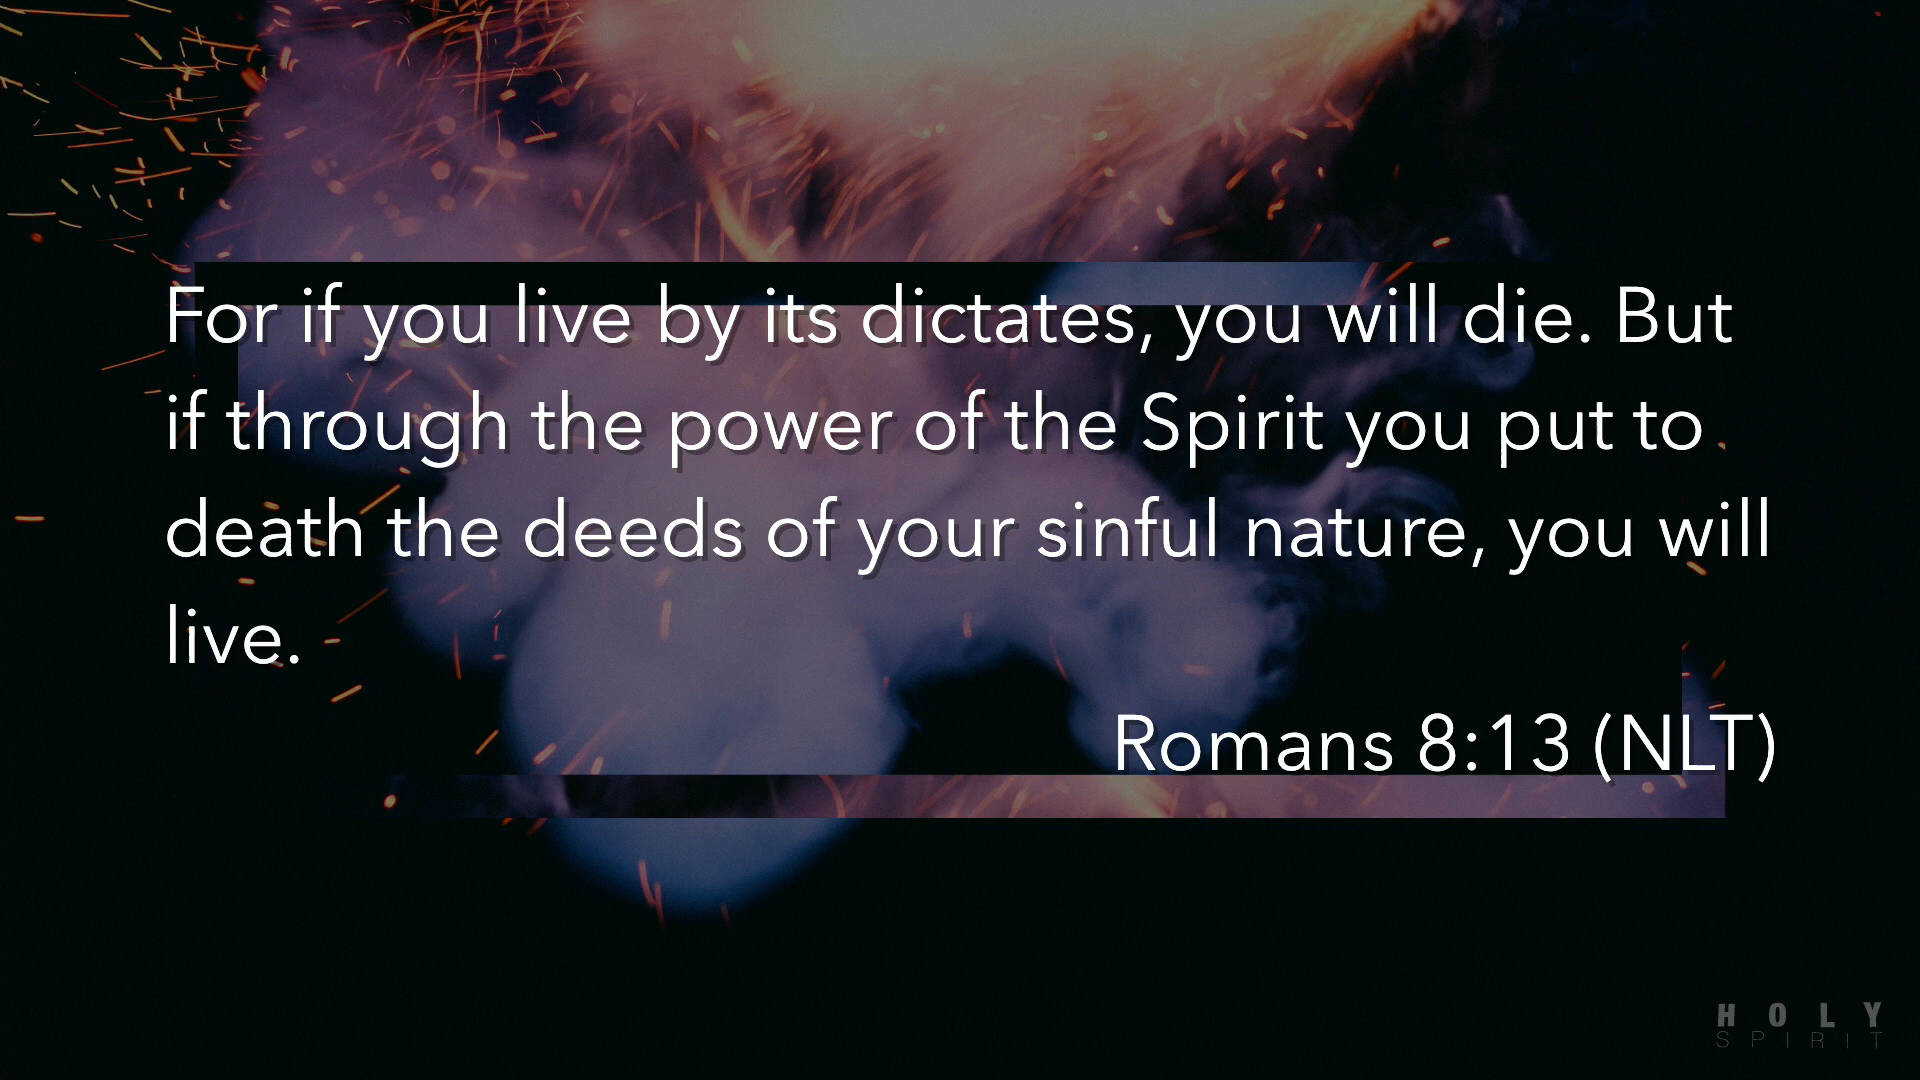 For if you live by its dictates, you will die. But
if through the power of the Spirit you put to
death the deeds of your sinful nature, you will
live.
Romans 8:13 (NLT)
HOLY
SPIRIT